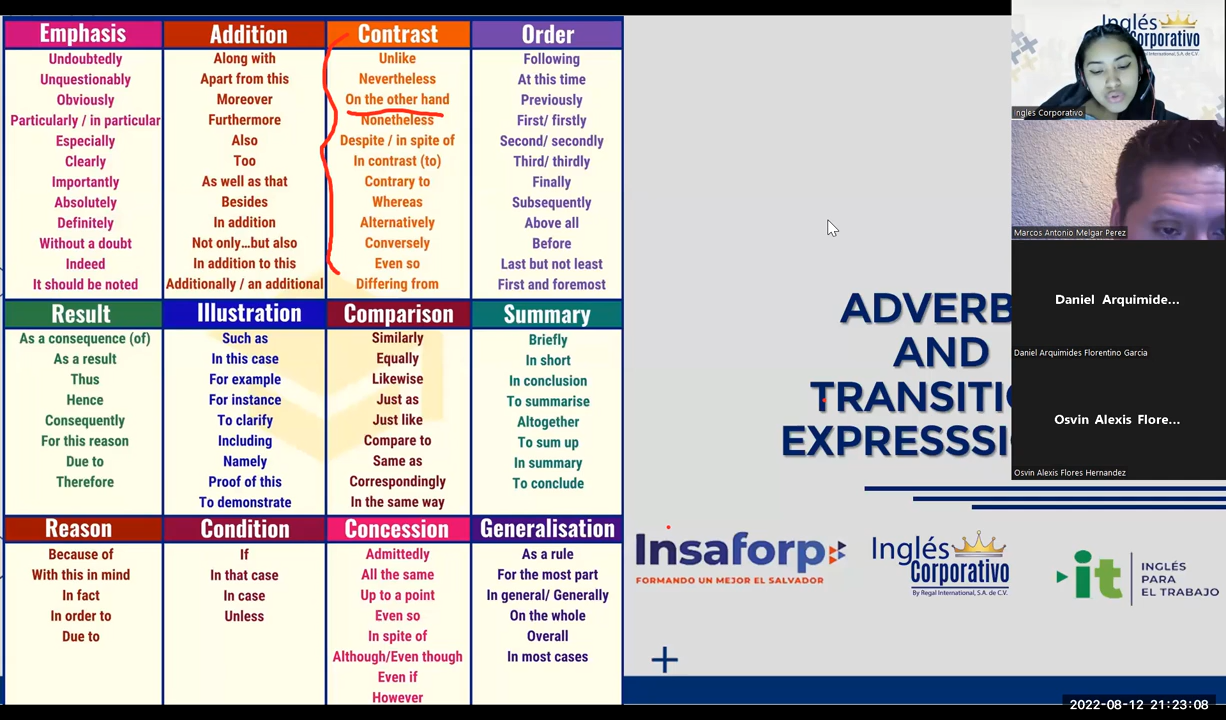 Emphasis
Undoubtedly
Unquestionably
Obviously
Particularly / in particular
Especially
Clearly
Importantly
Absolutely
Definitely
Without a doubt
Indeed
It should be noted
Addition
Along with
Apart from this
Moreover
Furthermore
Also
Too
As well as that
Besides
In addition
Not only...but also
In addition to this
Additionally / an additional
Contrast
Unlike
Nevertheless
On the other hand
Nonetheless
Despite / in spite of
In contrast (to)
Contrary to
Whereas
Alternatively
Conversely
Even so
Differing from
Order
Following
At this time
Previously
First/ firstly
Second/ secondly
Third/ thirdly
Finally
Subsequently
Above all
Before
Last but not least
First and foremost
Result
As a consequence (of)
As a result
Thus
Hence
Consequently
For this reason
Due to
Therefore
Illustration
Such as
In this case
For example
For instance
To clarify
Including
Namely
Proof of this
To demonstrate
Comparison
Similarly
Equally
Likewise
Just as
Just like
Compare to
Same as
Correspondingly
In the same way
Summary
Briefly
In short
In conclusion
To summarise
Altogether
To sum up
In summary
To conclude
Reason
Because of
With this in mind
In fact
In order to
Due to
Condition
If
In that case
In case
Unless
Concession
Admittedly
All the same
Up to a point
Even so
In spite of
Although/Even though
Even if
However
Generalisation
As a rule
For the most part
In general/ Generally
On the whole
Overall
In most cases
ADVERB
AND
TRANSITIO
EXPRESSSI
Insaforp
FORMANDO UN MEJOR EL SALVADOR
Inglés
Corporativo
By Regal International, S.A. de C.V.
it
INGLÉS
PARA
EL TRABAJO
Inglés
Corporativo
Regal International, S.A. de C.V.
Ingles Corporativo
Marcos Antonio Melgar Perez
Daniel Arquimide...
Daniel Arquimides Florentino Garcia
Osvin Alexis Flore...
Osvin Alexis Flores Hernandez
2022-08-12 21:23:08